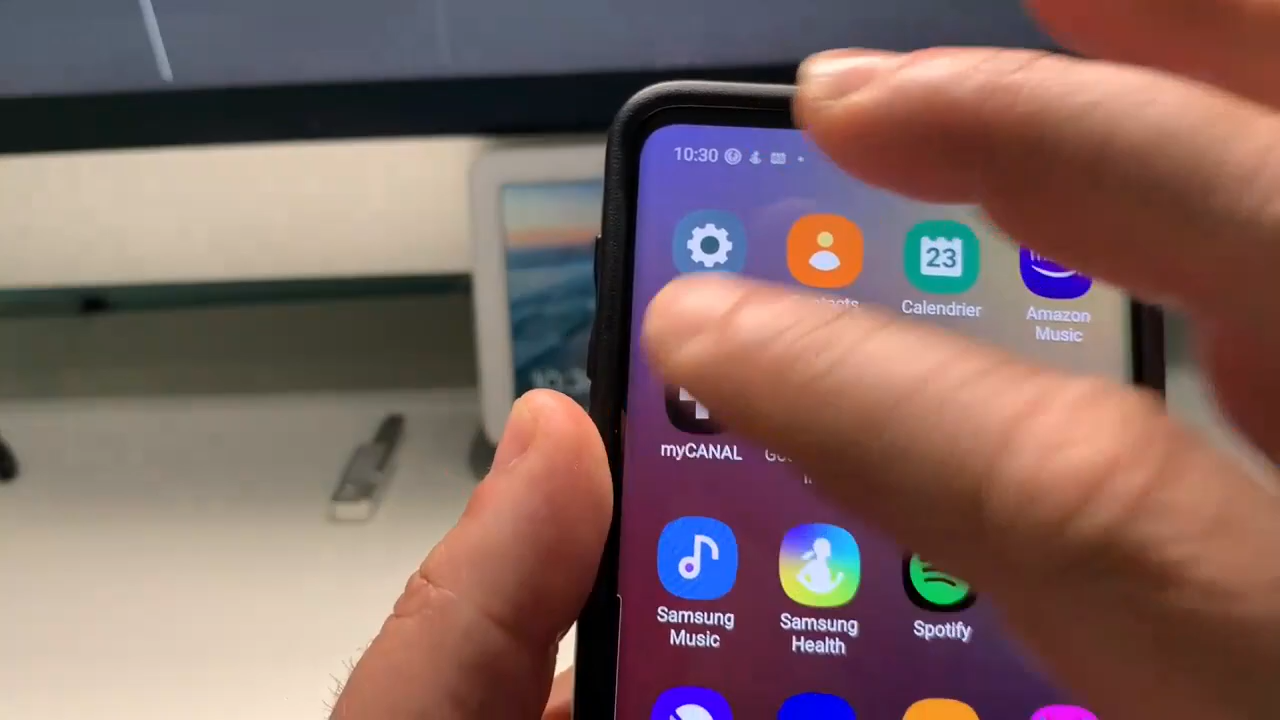 10:30
23
Calendrier
Amazon
Music
myCANAL
Samsung
Music
Samsung
Health
Spotify